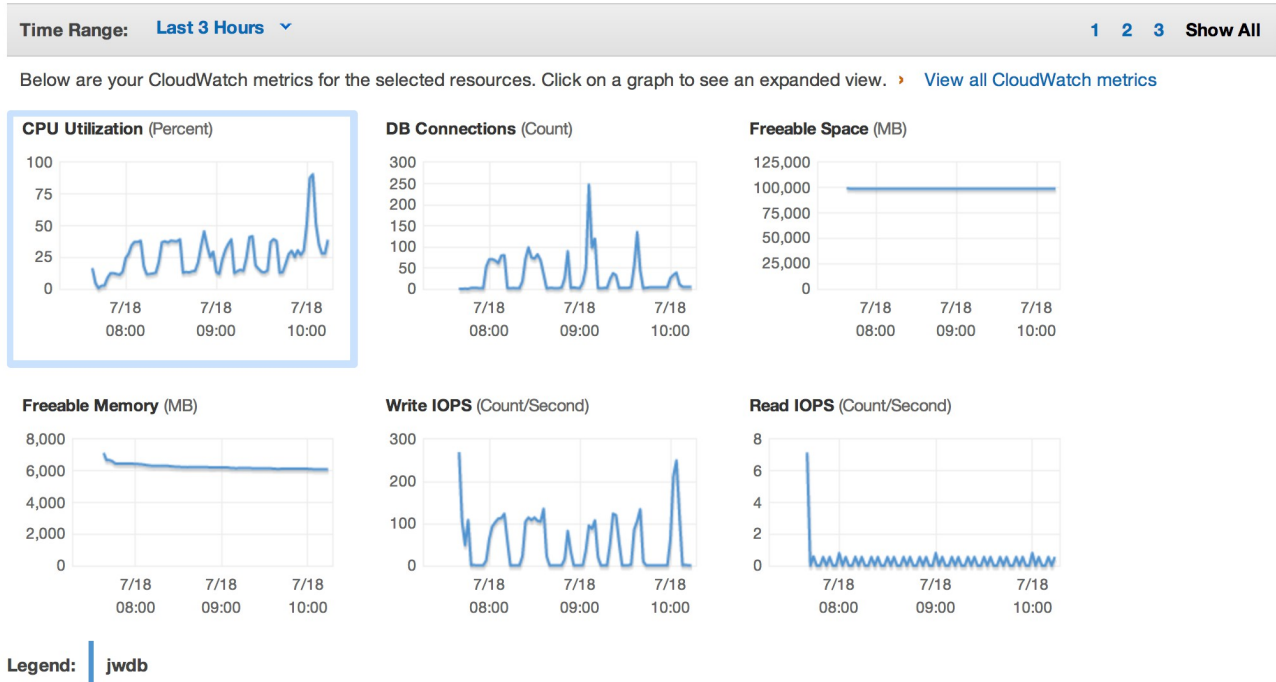 Time Range: Last 3 Hours 1 2 3 Show All
Below are your CloudWatch metrics for the selected resources. Click on a graph to see an expanded view. › View all CloudWatch metrics
CPU Utilization (Percent)
100
75
50
25
0
7/18 7/18 7/18
08:00 09:00 10:00
DB Connections (Count)
300
250
200
150
100
50
0
7/18 7/18 7/18
08:00 09:00 10:00
Freeable Space (MB)
125,000
100,000
75,000
50,000
25,000
0
7/18 7/18 7/18
08:00 09:00 10:00
Freeable Memory (MB)
8,000
6,000
4,000
2,000
0
7/18 7/18 7/18
08:00 09:00 10:00
Write IOPS (Count/Second)
300
200
100
0
7/18 7/18 7/18
08:00 09:00 10:00
Read IOPS (Count/Second)
8
6
4
2
0
7/18 7/18 7/18
08:00 09:00 10:00
Legend: jwdb